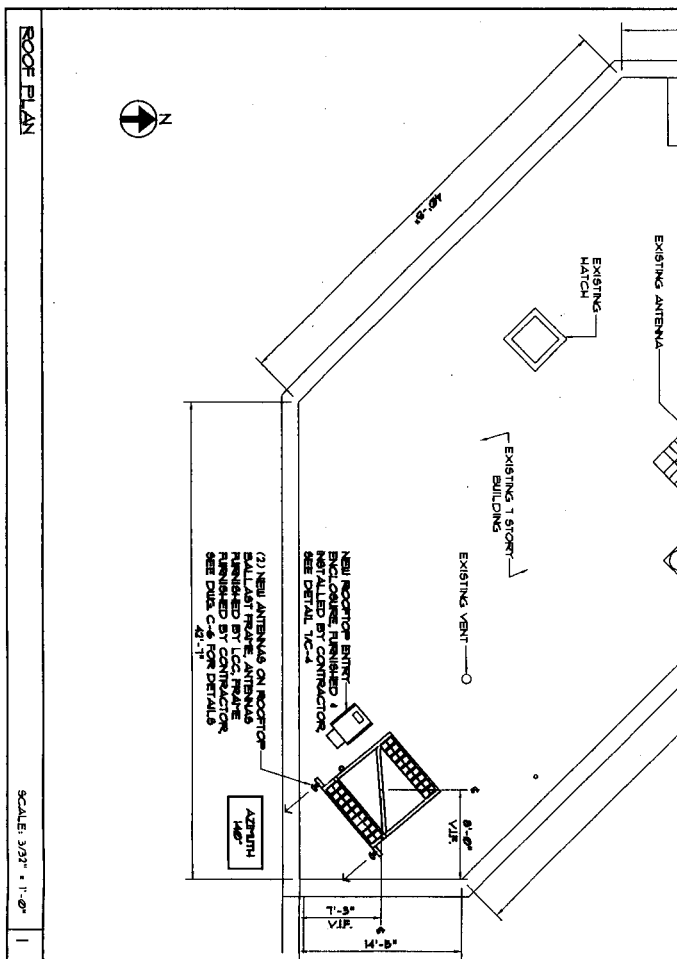 ROOF PLAN
N
EXISTING ANTENNA
EXISTING
HATCH
EXISTING 7 STORY
BUILDING
EXISTING VENT
NEW ROOFTOP ENTRY
ENCLOSURE, FURNISHED &
INSTALLED BY CONTRACTOR,
SEE DETAIL 7/C-4
(2) NEW ANTENNAS ON ROOFTOP
BALLAST FRAME, ANTENNAS
FURNISHED BY LCC, FRAME
FURNISHED BY CONTRACTOR,
SEE DWG. C-6 FOR DETAILS
42'-7"
AZIMUTH
140°
8'-0"
V.I.F.
7'-3"
V.I.F.
14'-5"
SCALE: 3/32" = 1'-0"
1